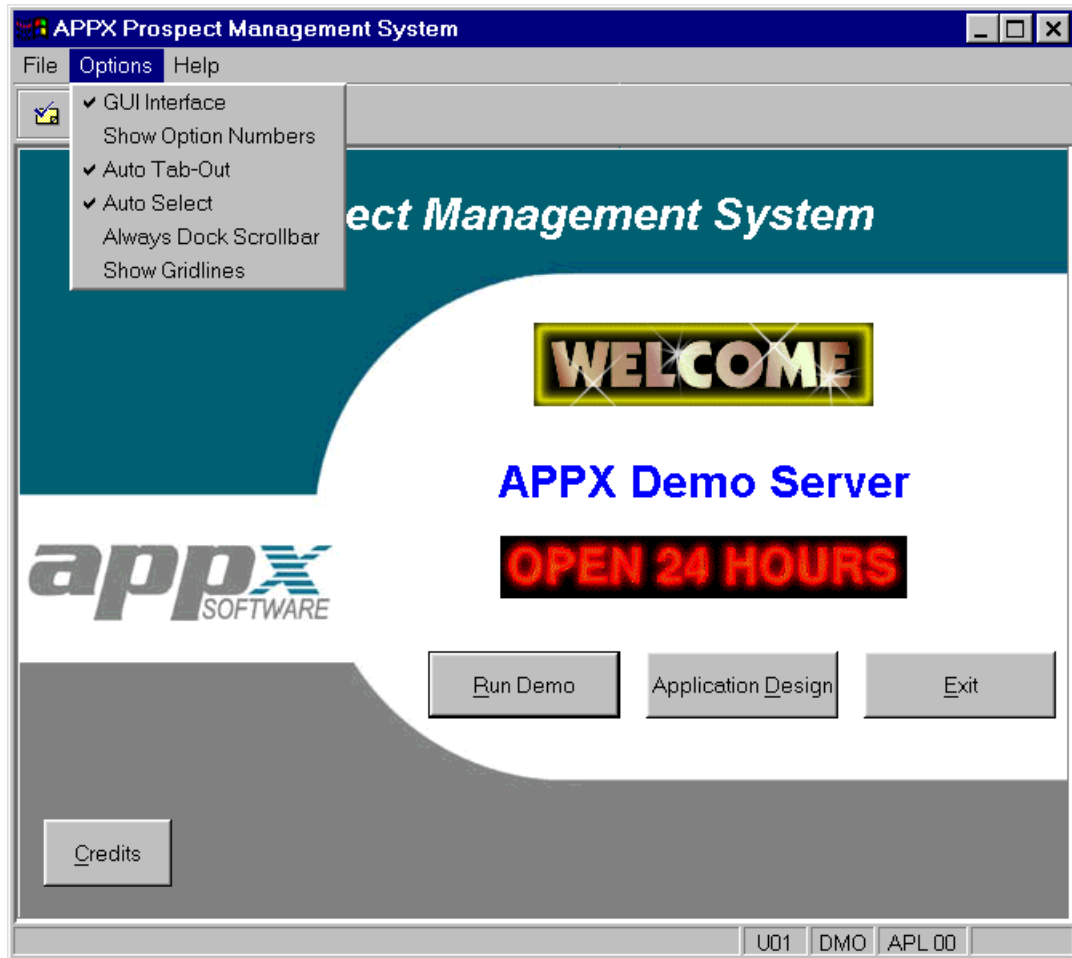 APPX Prospect Management System
File Options Help
GUI Interface
Show Option Numbers
Auto Tab-Out
Auto Select
Always Dock Scrollbar
Show Gridlines
ect Management System
WELCOME
APPX Demo Server
OPEN 24 HOURS
appx
SOFTWARE
Run Demo Application Design Exit
Credits
U01 DMO APL 00